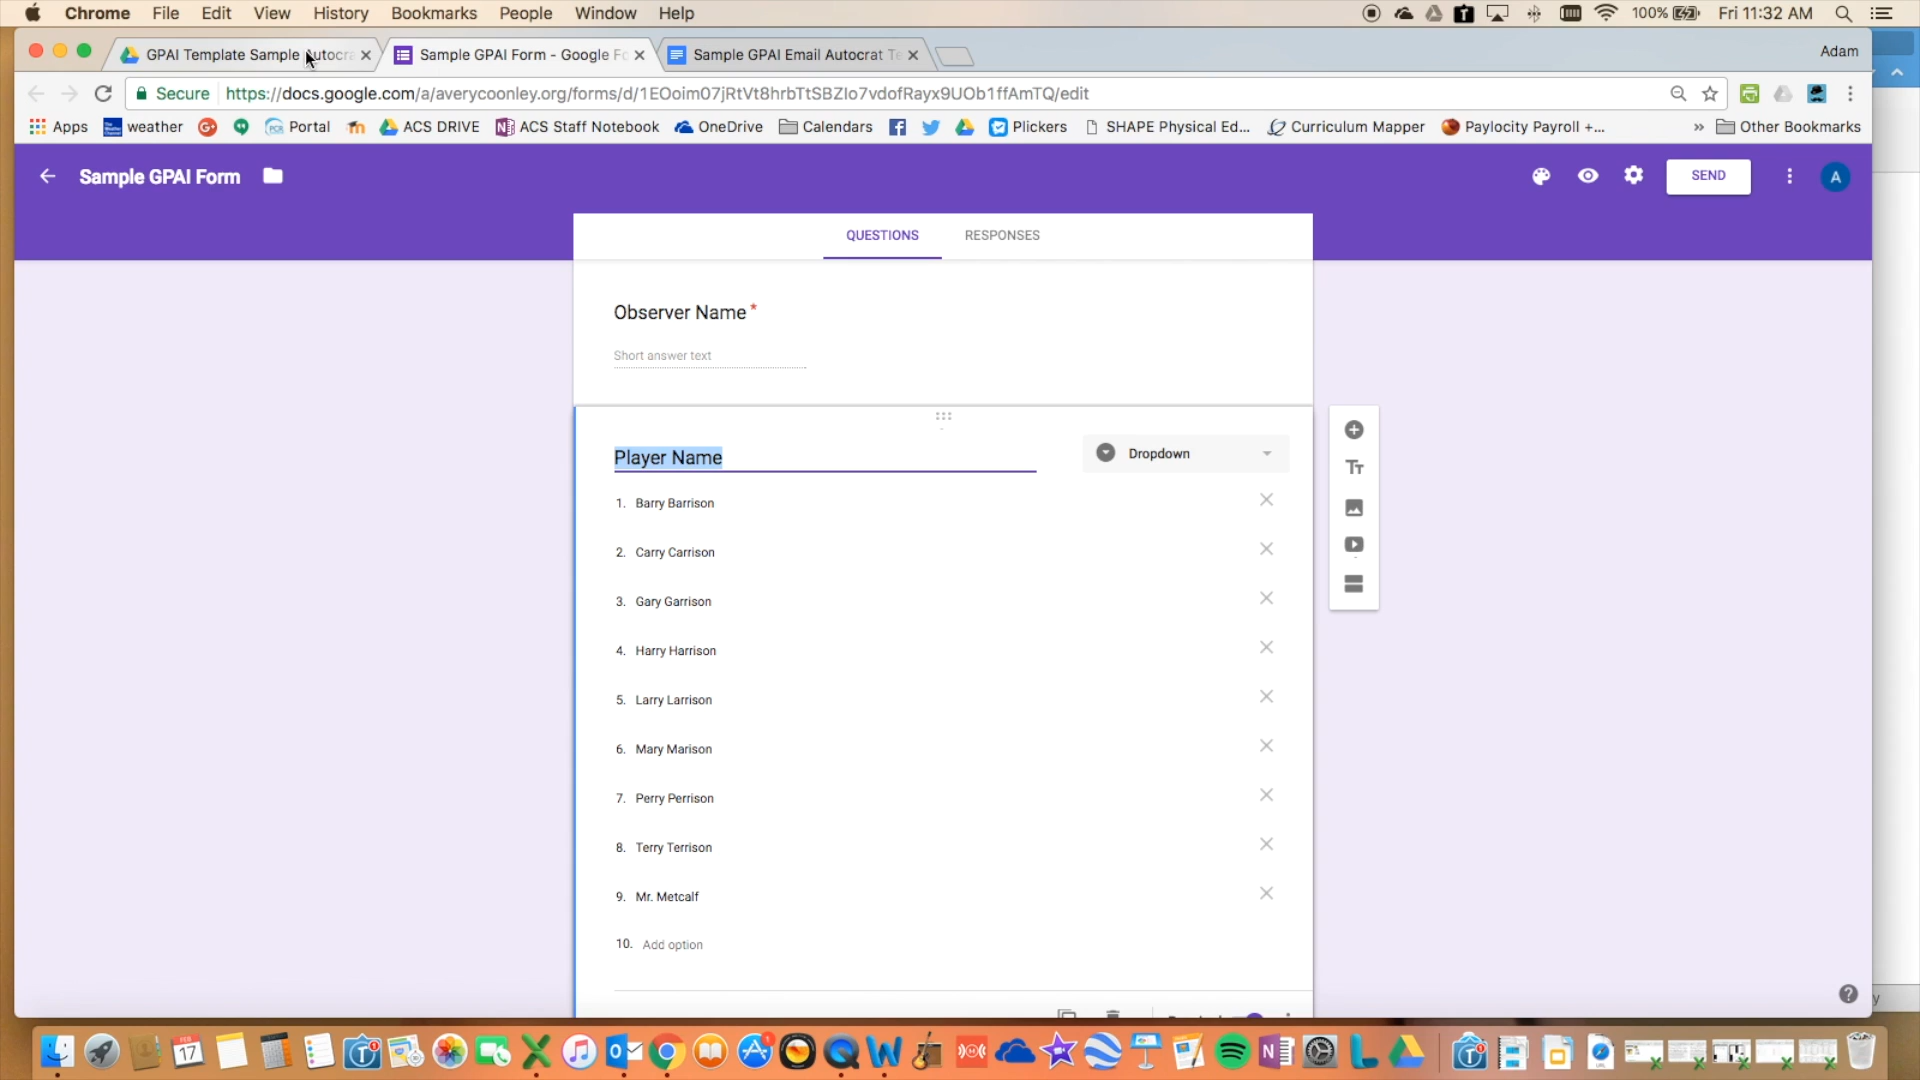 Chrome File Edit View History Bookmarks People Window Help 100% Fri 11:32 AM
GPAI Template Sample Autocra Sample GPAI Form - Google Fo Sample GPAI Email Autocrat Te Adam
Secure https://docs.google.com/a/averycoonley.org/forms/d/1EOoim07jRtVt8hrbTtSBZIo7vdofRayx9UOb1ffAmTQ/edit
Apps weather Portal ACS DRIVE ACS Staff Notebook OneDrive Calendars Plickers SHAPE Physical Ed... Curriculum Mapper Paylocity Payroll +... » Other Bookmarks
Sample GPAI Form SEND A
QUESTIONS RESPONSES
Observer Name *
Short answer text
Player Name Dropdown
1. Barry Barrison
2. Carry Carrison
3. Gary Garrison
4. Harry Harrison
5. Larry Larrison
6. Mary Marison
7. Perry Perrison
8. Terry Terrison
9. Mr. Metcalf
10. Add option
FEB
17